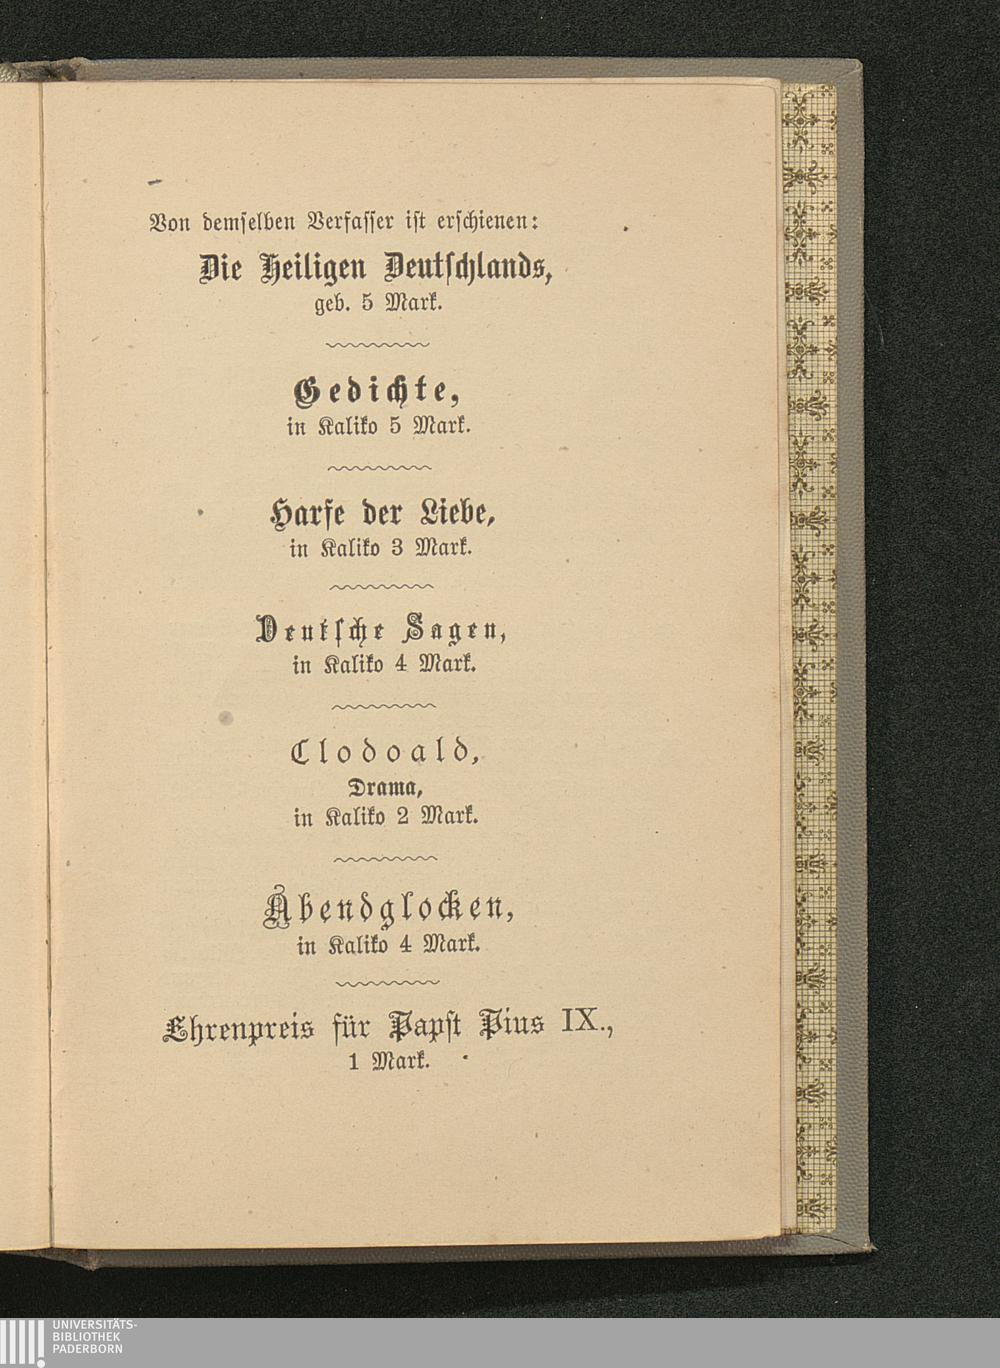 Von demselben Verfasser ist erschienen:
Die Heiligen Deutschlands,
geb. 5 Mark.
Gedichte,
in Kaliko 5 Mark.
Harfe der Liebe,
in Kaliko 3 Mark.
Deutsche Sagen,
in Kaliko 4 Mark.
Clodoald,
Drama,
in Kaliko 2 Mark.
Abendglocken,
in Kaliko 4 Mark.
Ehrenpreis für Papst Pius IX.,
1 Mark.
UNIVERSITÄTS-
BIBLIOTHEK
PADERBORN